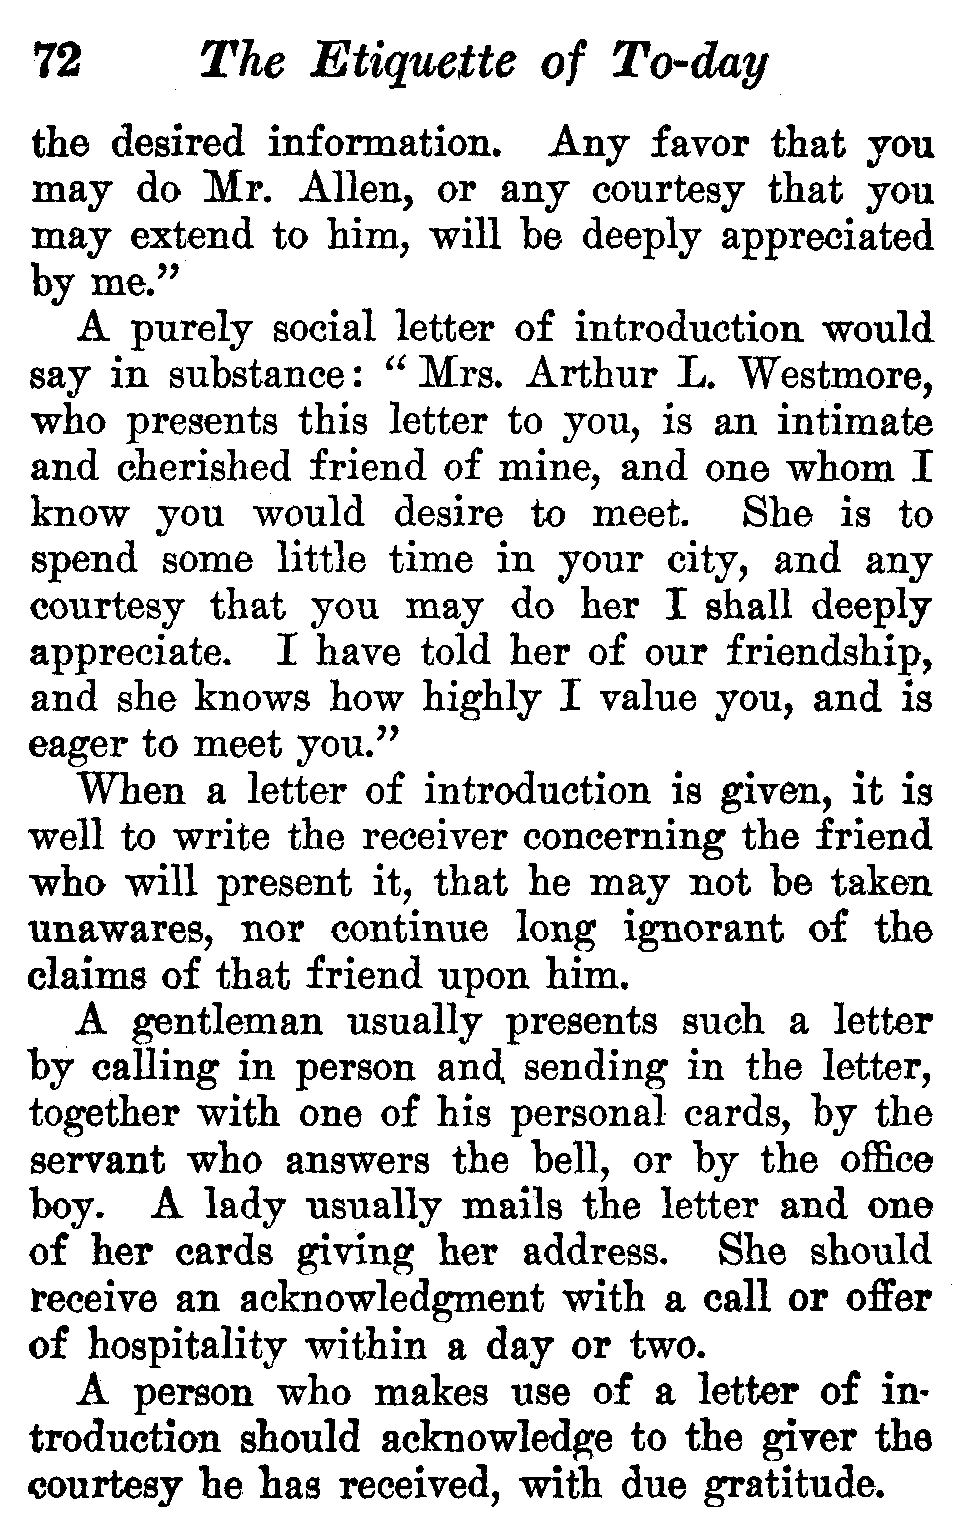 72 The Etiquette of To-day
the desired information. Any favor that you
may do Mr. Allen, or any courtesy that you
may extend to him, will be deeply appreciated
by me.”
A purely social letter of introduction would
say in substance: “ Mrs. Arthur L. Westmore,
who presents this letter to you, is an intimate
and cherished friend of mine, and one whom I
know you would desire to meet. She is to
spend some little time in your city, and any
courtesy that you may do her I shall deeply
appreciate. I have told her of our friendship,
and she knows how highly I value you, and is
eager to meet you.”
When a letter of introduction is given, it is
well to write the receiver concerning the friend
who will present it, that he may not be taken
unawares, nor continue long ignorant of the
claims of that friend upon him.
A gentleman usually presents such a letter
by calling in person and sending in the letter,
together with one of his personal cards, by the
servant who answers the bell, or by the office
boy. A lady usually mails the letter and one
of her cards giving her address. She should
receive an acknowledgment with a call or offer
of hospitality within a day or two.
A person who makes use of a letter of in-
troduction should acknowledge to the giver the
courtesy he has received, with due gratitude.